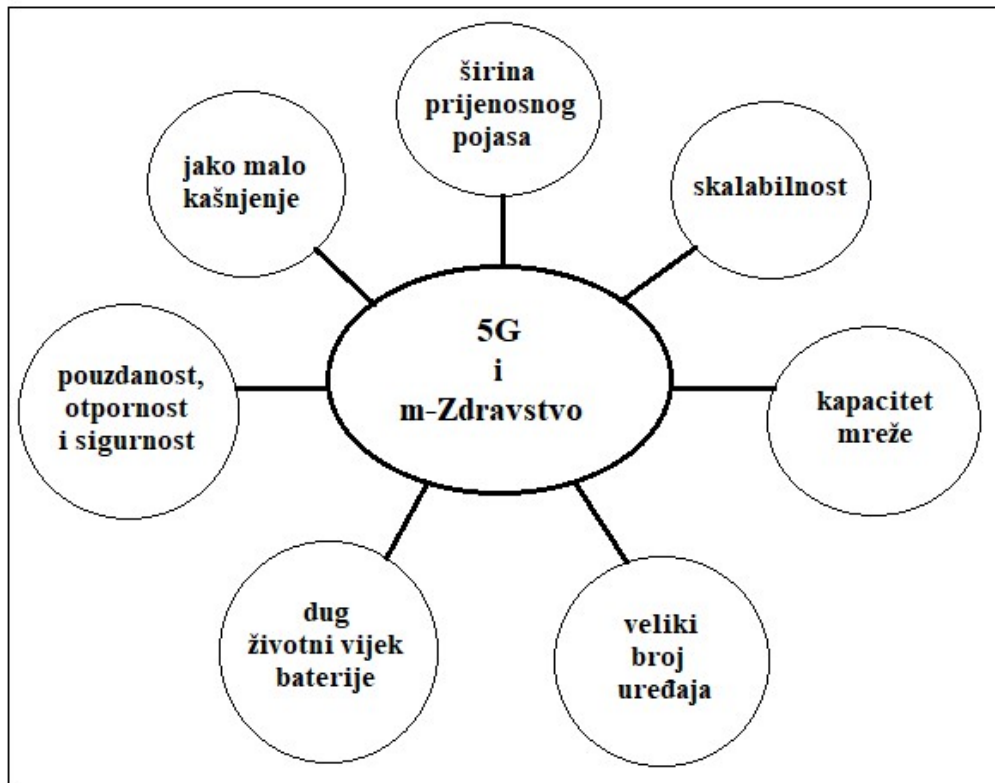 širina
prijenosnog
pojasa
jako malo
kašnjenje
skalabilnost
5G
i
m-Zdravstvo
pouzdanost,
otpornost
i sigurnost
kapacitet
mreže
dug
životni vijek
baterije
veliki
broj
uređaja